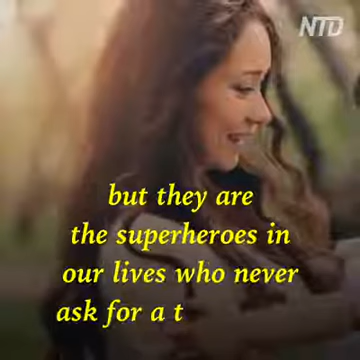 NTD
but they are
the superheroes in
our lives who never
ask for a t